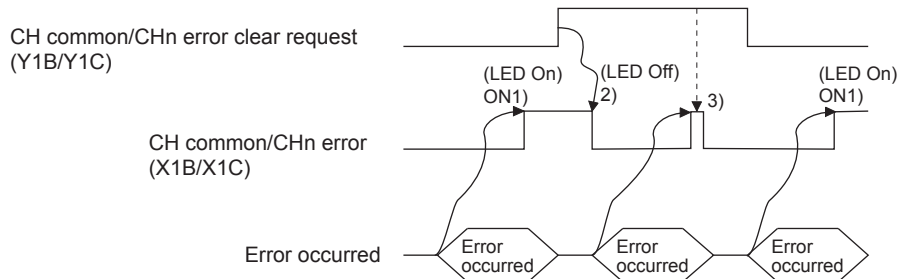 CH common/CHn error clear request
(Y1B/Y1C)
(LED On)
ON1)
(LED Off)
2)
3)
(LED On)
ON1)
CH common/CHn error
(X1B/X1C)
Error occurred
Error
occurred
Error
occurred
Error
occurred